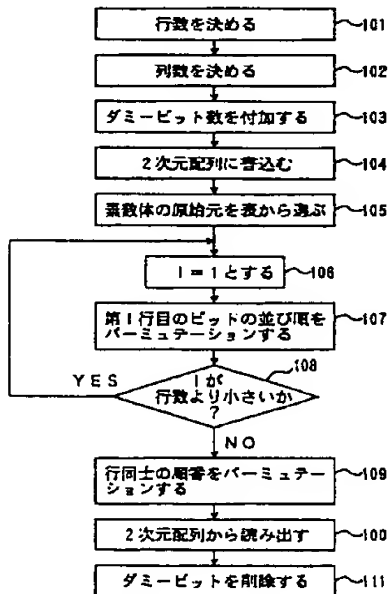 行数を決める 101
列数を決める 102
ダミービット数を付加する 103
2次元配列に書込む 104
素数体の原始元を表から選ぶ 105
I=1とする 106
第I行目のビットの並び順を
パーミュテーションする 107
108
YES
Iが
行数より小さいか
?
NO
行同士の順番をパーミュテー
ションする 109
2次元配列から読み出す 100
ダミービットを削除する 111